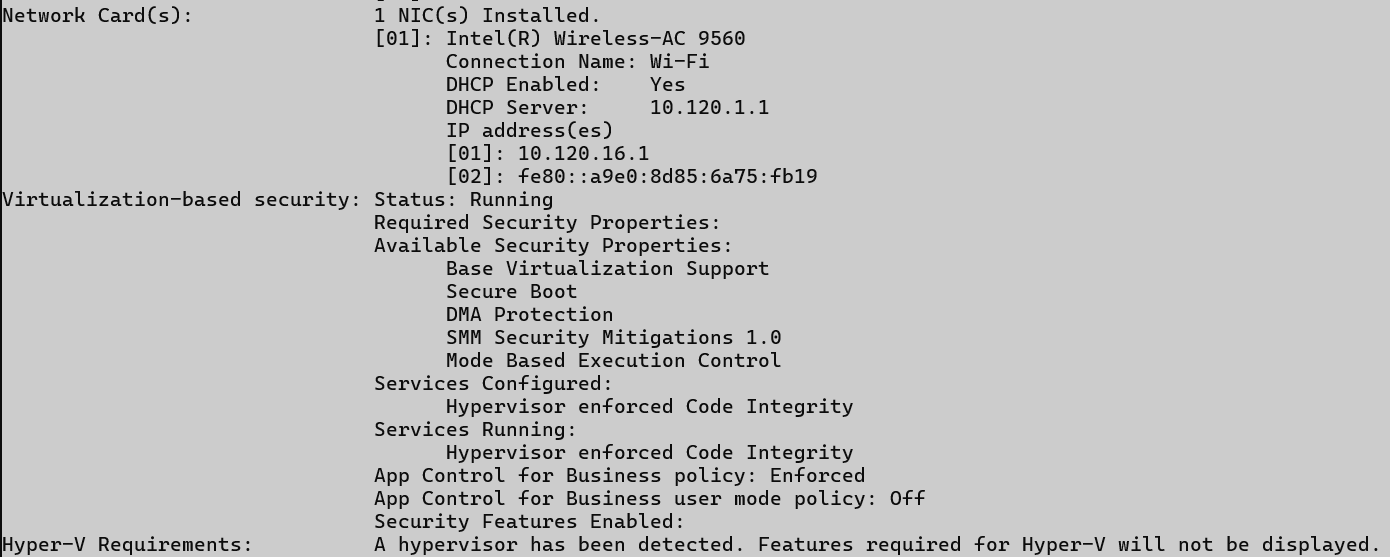 Network Card(s): 1 NIC(s) Installed.
[01]: Intel(R) Wireless-AC 9560
Connection Name: Wi-Fi
DHCP Enabled: Yes
DHCP Server: 10.120.1.1
IP address(es)
[01]: 10.120.16.1
[02]: fe80::a9e0:8d85:6a75:fb19
Virtualization-based security: Status: Running
Required Security Properties:
Available Security Properties:
Base Virtualization Support
Secure Boot
DMA Protection
SMM Security Mitigations 1.0
Mode Based Execution Control
Services Configured:
Hypervisor enforced Code Integrity
Services Running:
Hypervisor enforced Code Integrity
App Control for Business policy: Enforced
App Control for Business user mode policy: Off
Security Features Enabled:
Hyper-V Requirements: A hypervisor has been detected. Features required for Hyper-V will not be displayed.